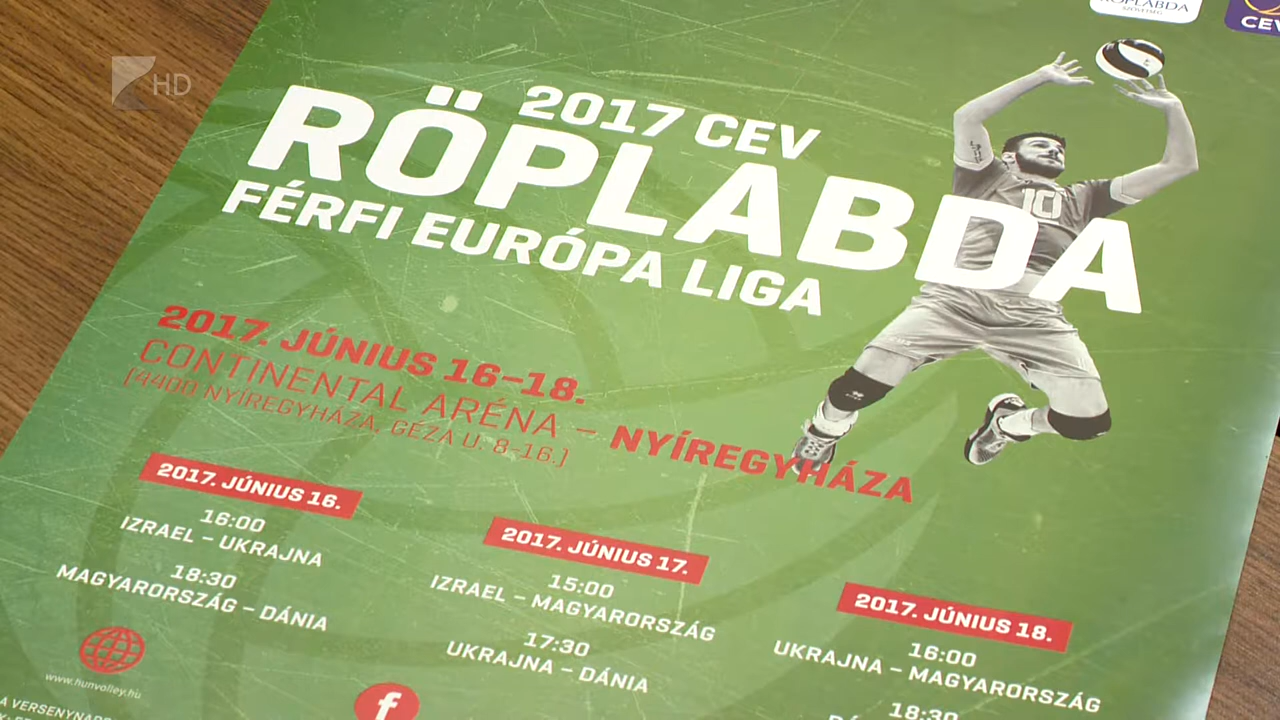 HD
RÖPLABDA
SZÖVETSÉG
CEV
2017 CEV
RÖPLABDA
FÉRFI EURÓPA LIGA
10
2017. JÚNIUS 16–18.
CONTINENTAL ARÉNA – NYÍREGYHÁZA
(4400 NYÍREGYHÁZA, GÉZA U. 8-16.)
2017. JÚNIUS 16.
16:00
IZRAEL – UKRAJNA
18:30
MAGYARORSZÁG – DÁNIA
2017. JÚNIUS 17.
15:00
IZRAEL – MAGYARORSZÁG
17:30
UKRAJNA – DÁNIA
2017. JÚNIUS 18.
16:00
UKRAJNA – MAGYARORSZÁG
18:30
www.hunvolley.hu
f